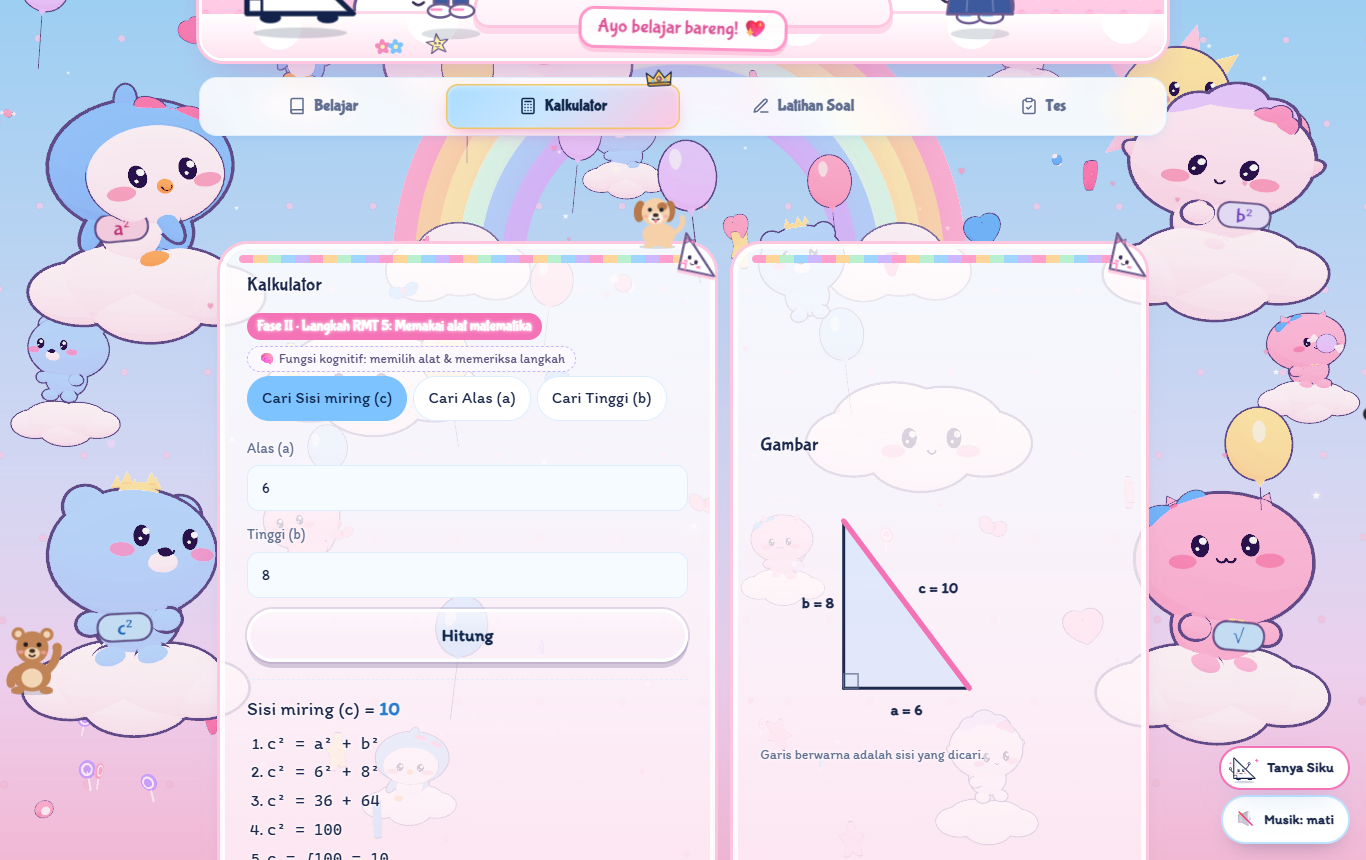 Ayo belajar bareng! 💖
Belajar
Kalkulator
Latihan Soal
Tes
a²
b²
Kalkulator
Fase II · Langkah RMT 5: Memakai alat matematika
🧠 Fungsi kognitif: memilih alat & memeriksa langkah
Cari Sisi miring (c)
Cari Alas (a)
Cari Tinggi (b)
Alas (a)
6
Tinggi (b)
8
Hitung
Sisi miring (c) = 10
1. c² = a² + b²
2. c² = 6² + 8²
3. c² = 36 + 64
4. c² = 100
5. c = √100 = 10
Gambar
b = 8
c = 10
a = 6
Garis berwarna adalah sisi yang dicari.
c²
√
Tanya Siku
Musik: mati